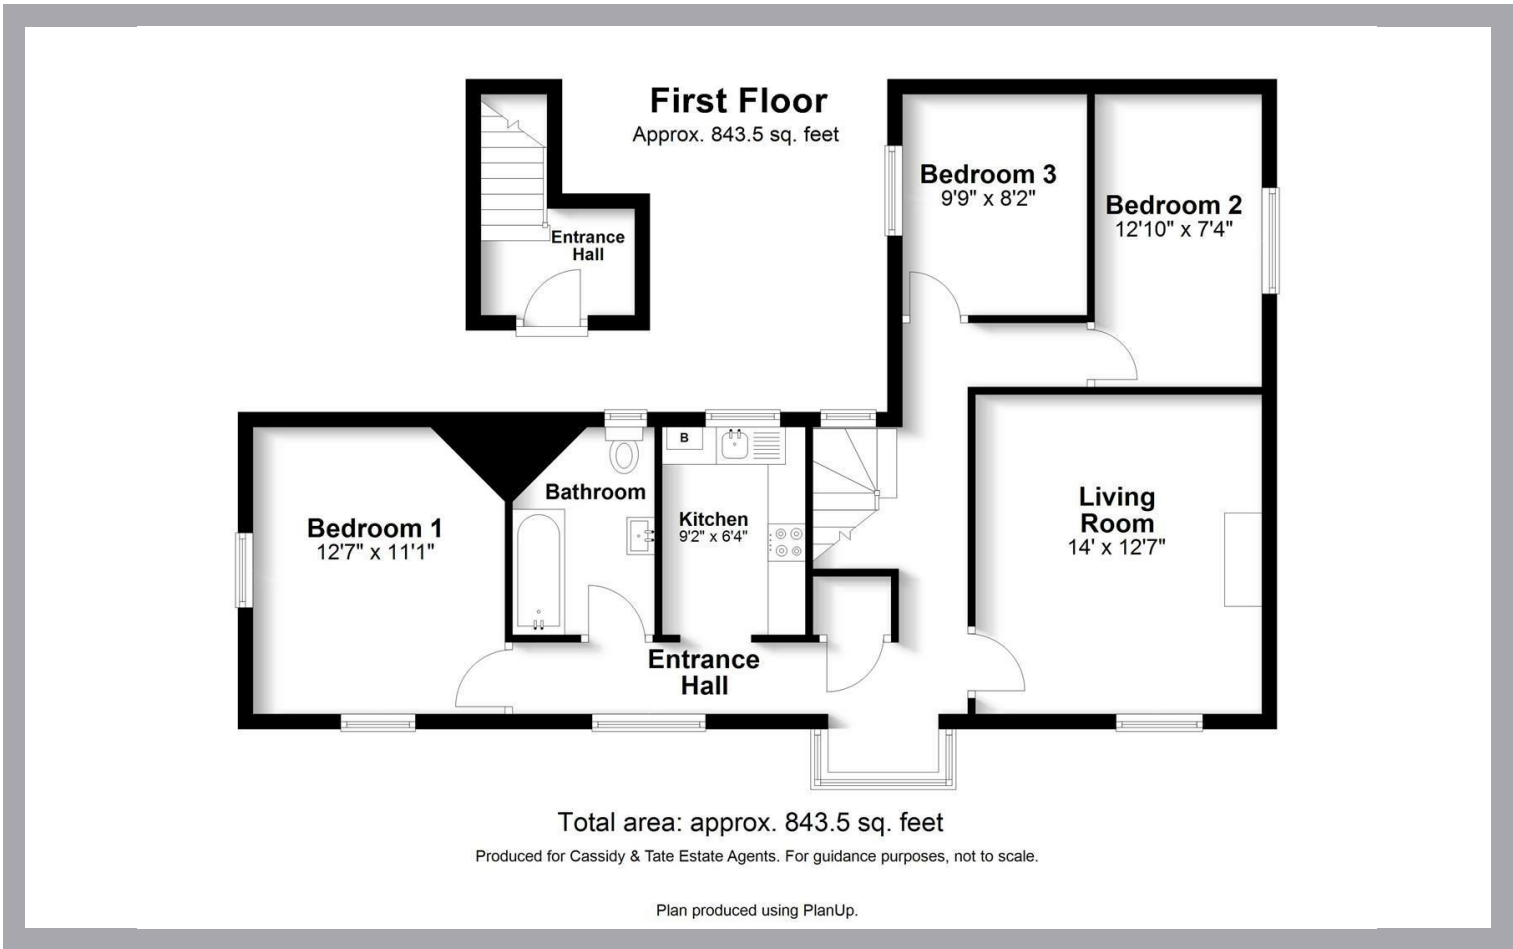 First Floor
Approx. 843.5 sq. feet
Entrance
Hall
Bedroom 3
9'9" x 8'2"
Bedroom 2
12'10" x 7'4"
B
Bathroom
Bedroom 1
12'7" x 11'1"
Kitchen
9'2" x 6'4"
Living
Room
14' x 12'7"
Entrance
Hall
Total area: approx. 843.5 sq. feet
Produced for Cassidy & Tate Estate Agents. For guidance purposes, not to scale.
Plan produced using PlanUp.